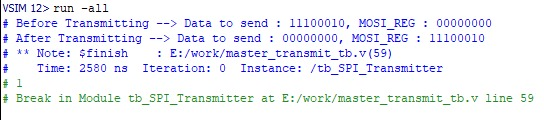 VSIM 12> run -all
# Before Transmitting --> Data to send : 11100010, MOSI_REG : 00000000
# After Transmitting --> Data to send : 00000000, MOSI_REG : 11100010
# ** Note: $finish    : E:/work/master_transmit_tb.v(59)
#    Time: 2580 ns  Iteration: 0  Instance: /tb_SPI_Transmitter
# 1
# Break in Module tb_SPI_Transmitter at E:/work/master_transmit_tb.v line 59